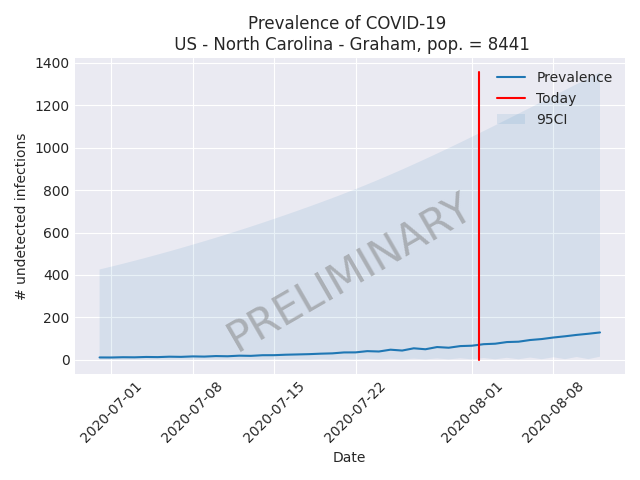 Prevalence of COVID-19
US - North Carolina - Graham, pop. = 8441
1400
1200
1000
800
600
400
200
0
# undetected infections
Prevalence
Today
95CI
PRELIMINARY
2020-07-01
2020-07-08
2020-07-15
2020-07-22
2020-08-01
2020-08-08
Date